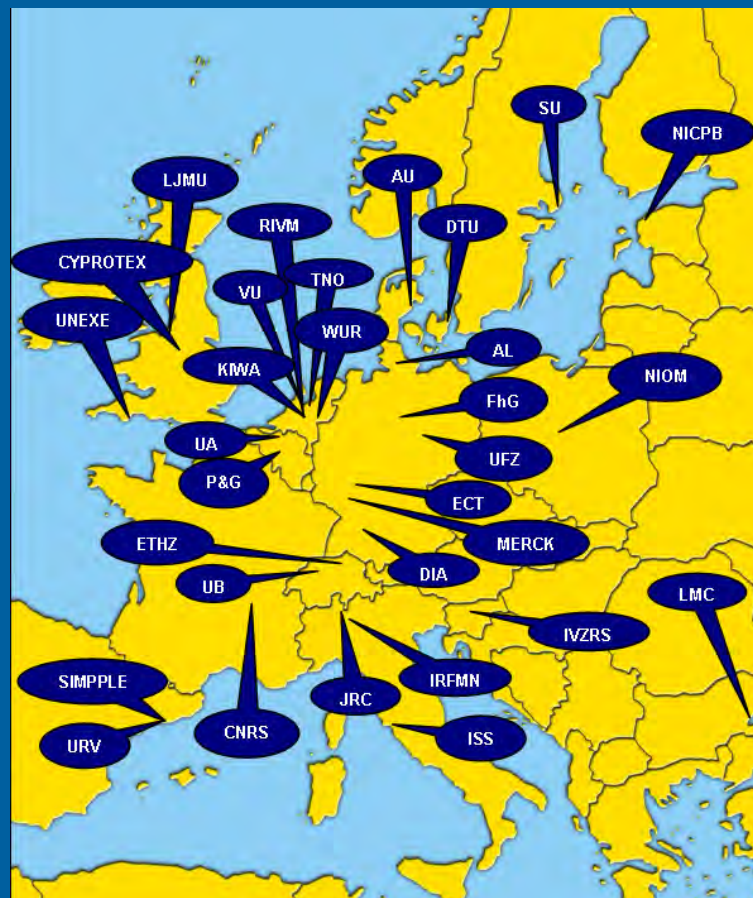 SU
NICPB
LJMU
AU
RIVM
DTU
CYPROTEX
TNO
VU
UNEXE
WUR
AL
KIWA
NIOM
FhG
UA
UFZ
P&G
ECT
ETHZ
MERCK
DIA
UB
LMC
IVZRS
SIMPPLE
IRFMN
JRC
CNRS
URV
ISS